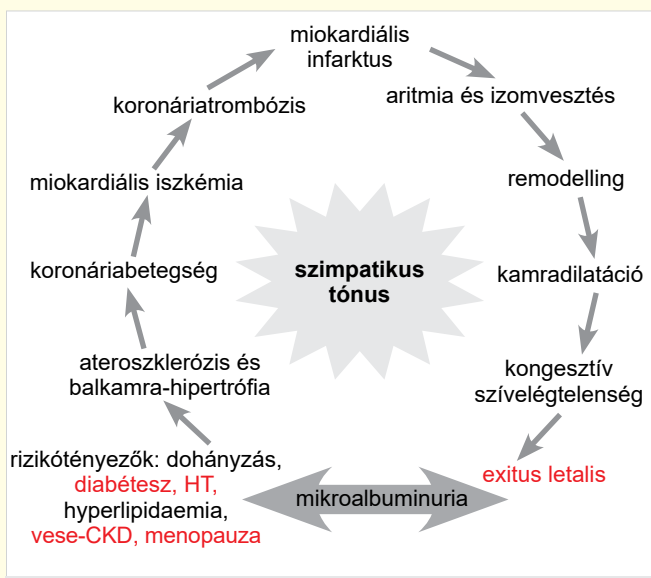 miokardiális
infarktus
aritmia és izomvesztés
remodelling
kamradilatáció
kongesztív
szívelégtelenség
exitus letalis
mikroalbuminuria
rizikótényezők: dohányzás,
diabétesz, HT,
hyperlipidaemia,
vese-CKD, menopauza
ateroszklerózis és
balkamra-hipertrófia
koronáriabetegség
miokardiális iszkémia
koronáriatrombózis
szimpatikus
tónus